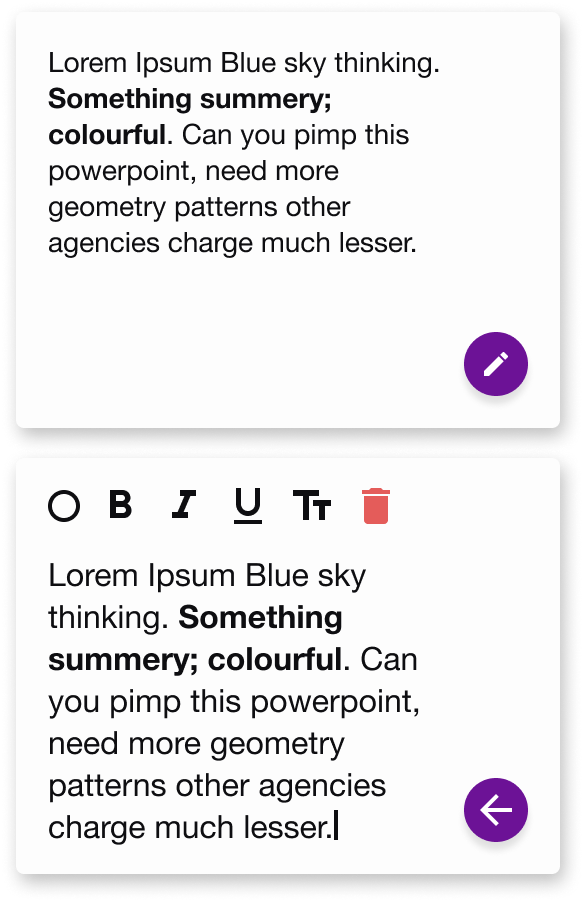 Lorem Ipsum Blue sky thinking.
Something summery;
colourful. Can you pimp this
powerpoint, need more
geometry patterns other
agencies charge much lesser.
B I U TT
Lorem Ipsum Blue sky
thinking. Something
summery; colourful. Can
you pimp this powerpoint,
need more geometry
patterns other agencies
charge much lesser.